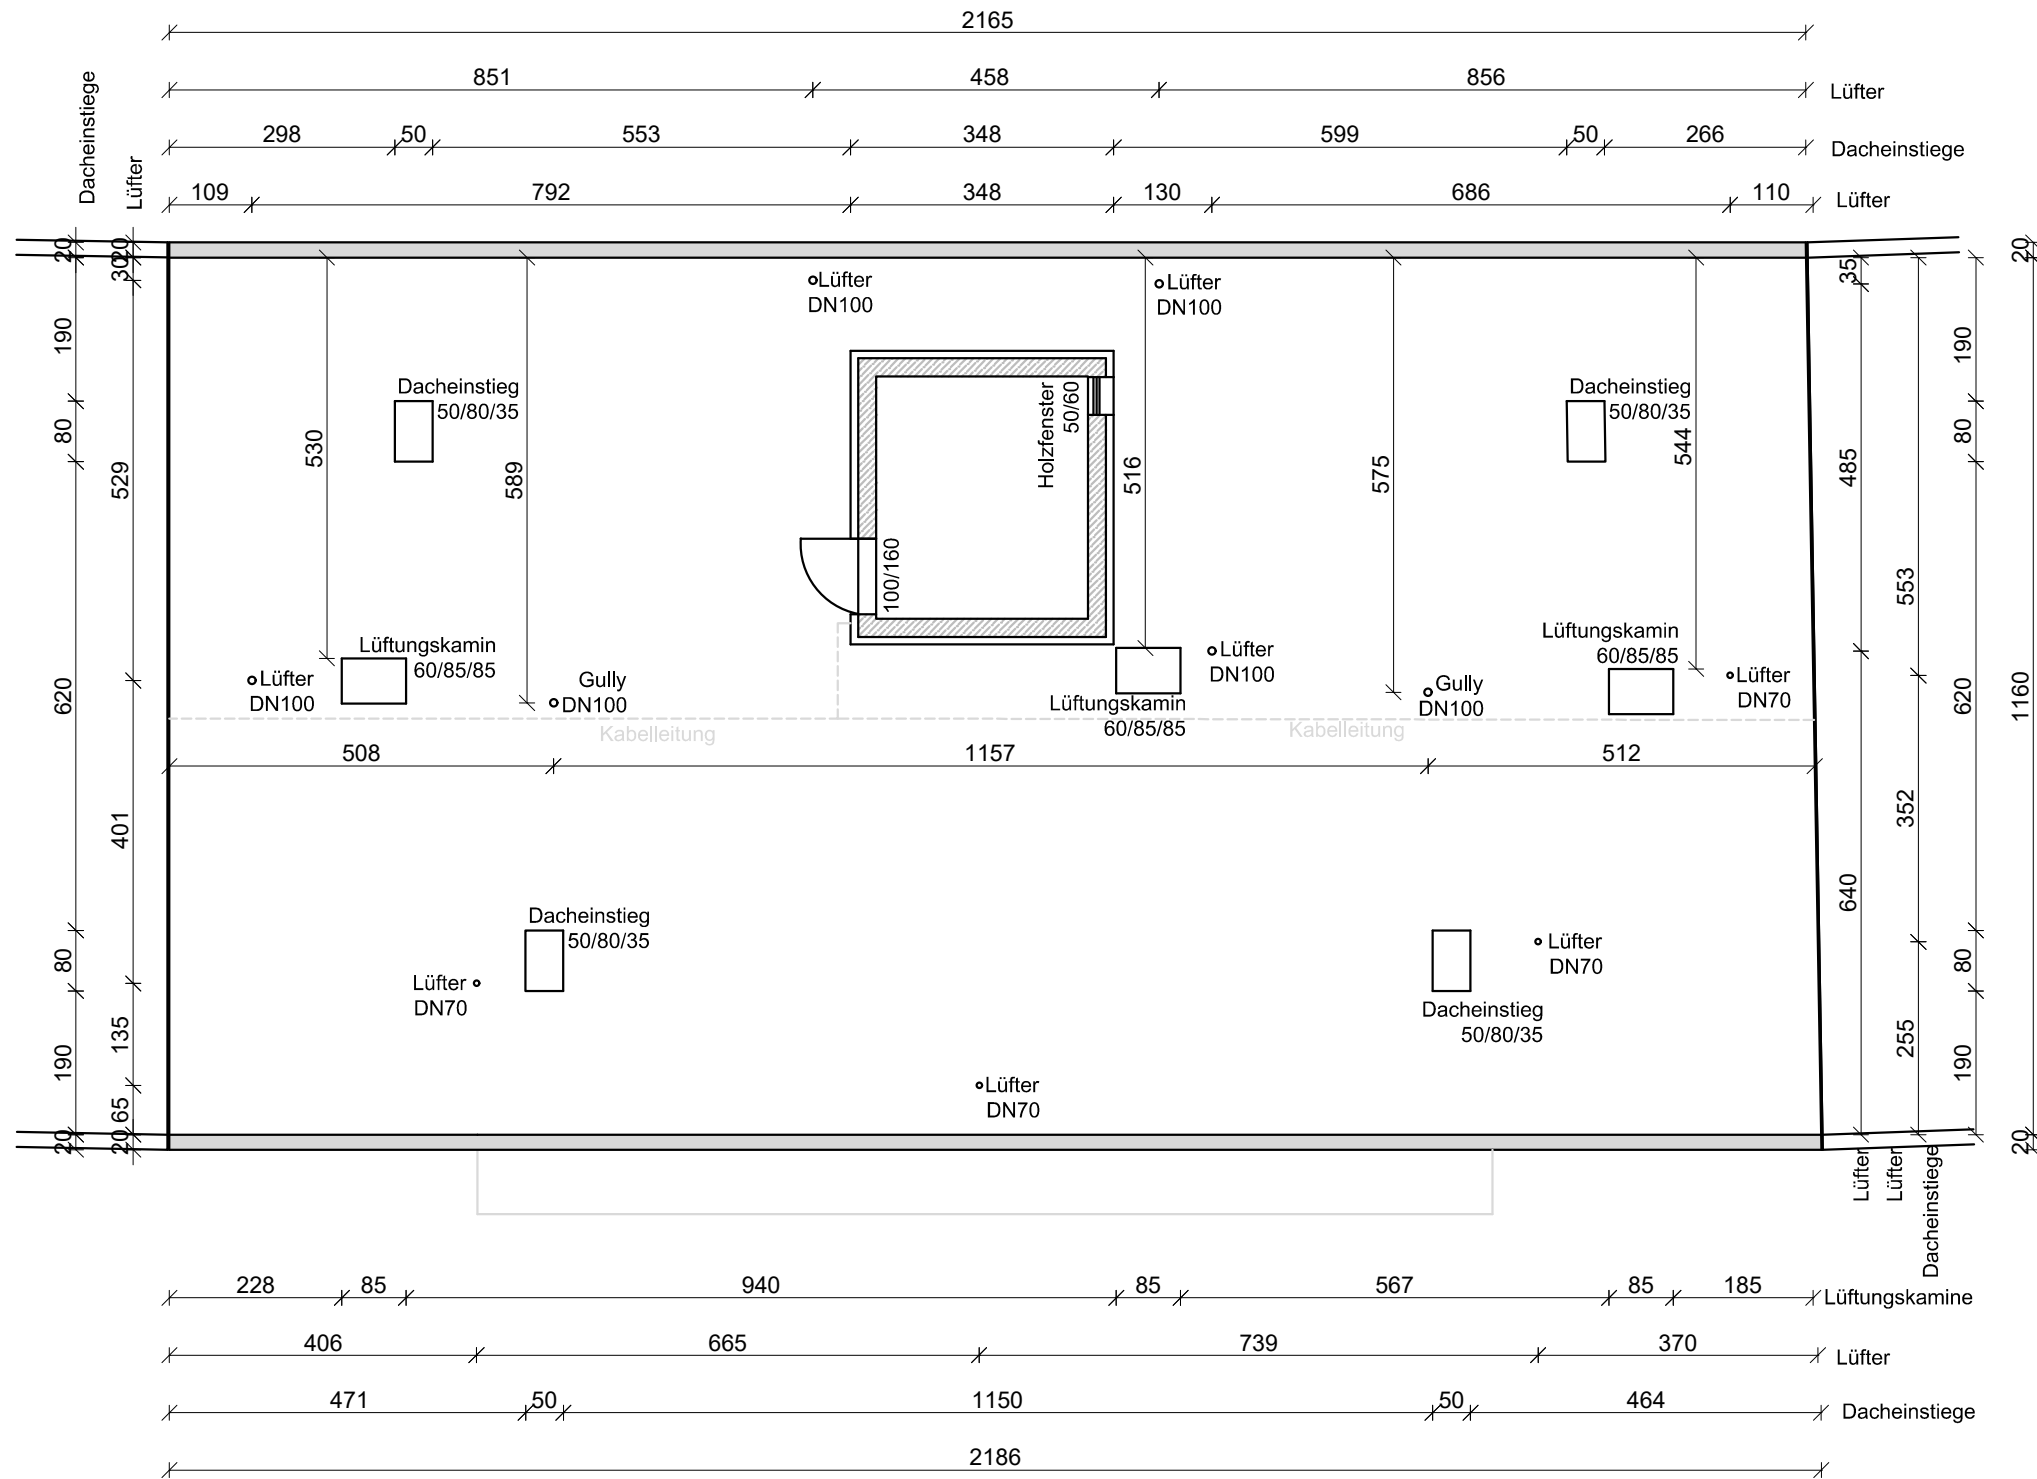 2165
851 458 856 Lüfter
298 50 553 348 599 50 266 Dacheinstiege
109 792 348 130 686 110 Lüfter
Dacheinstiege
Lüfter
20
190
80
620
80
190
20
20
30
529
401
135
65
20
530
589
516
575
544
Lüfter
DN100
Lüfter
DN100
Dacheinstieg
50/80/35
Holzfenster
50/60
Dacheinstieg
50/80/35
100/160
Lüftungskamin
60/85/85
Lüfter
DN100
Gully
DN100
Lüfter
DN100
Lüftungskamin
60/85/85
Gully
DN100
Lüftungskamin
60/85/85
Lüfter
DN70
Kabelleitung
Kabelleitung
508 1157 512
Dacheinstieg
50/80/35
Lüfter
DN70
Lüfter
DN70
Dacheinstieg
50/80/35
Lüfter
DN70
35
485
640
Lüfter
553
352
255
Lüfter
190
80
620
80
190
Dacheinstiege
20
1160
20
228 85 940 85 567 85 185 Lüftungskamine
406 665 739 370 Lüfter
471 50 1150 50 464 Dacheinstiege
2186